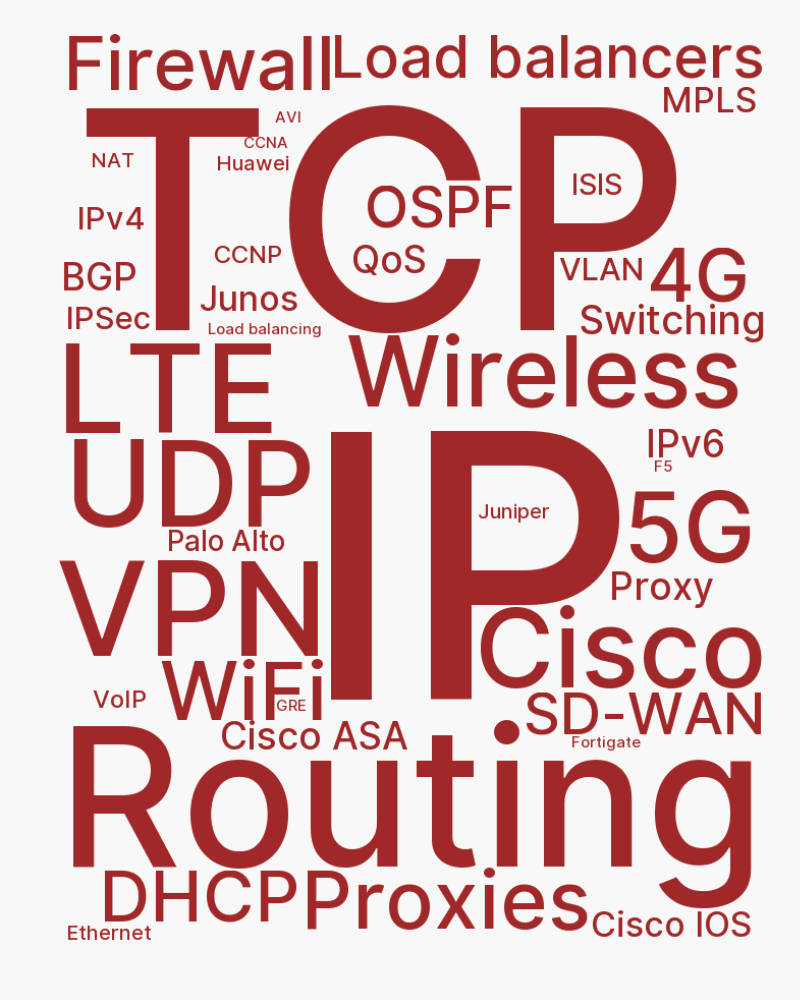 Firewall
Load balancers
MPLS
TCP
AVI
CCNA
NAT
Huawei
ISIS
OSPF
IPv4
CCNP
QoS
VLAN
4G
BGP
Junos
IPSec
Load balancing
Switching
LTE
Wireless
UDP
IP
IPv6
F5
Juniper
5G
Palo Alto
VPN
Proxy
Cisco
WiFi
VoIP
GRE
SD-WAN
Cisco ASA
Fortigate
Routing
DHCP
Proxies
Cisco IOS
Ethernet